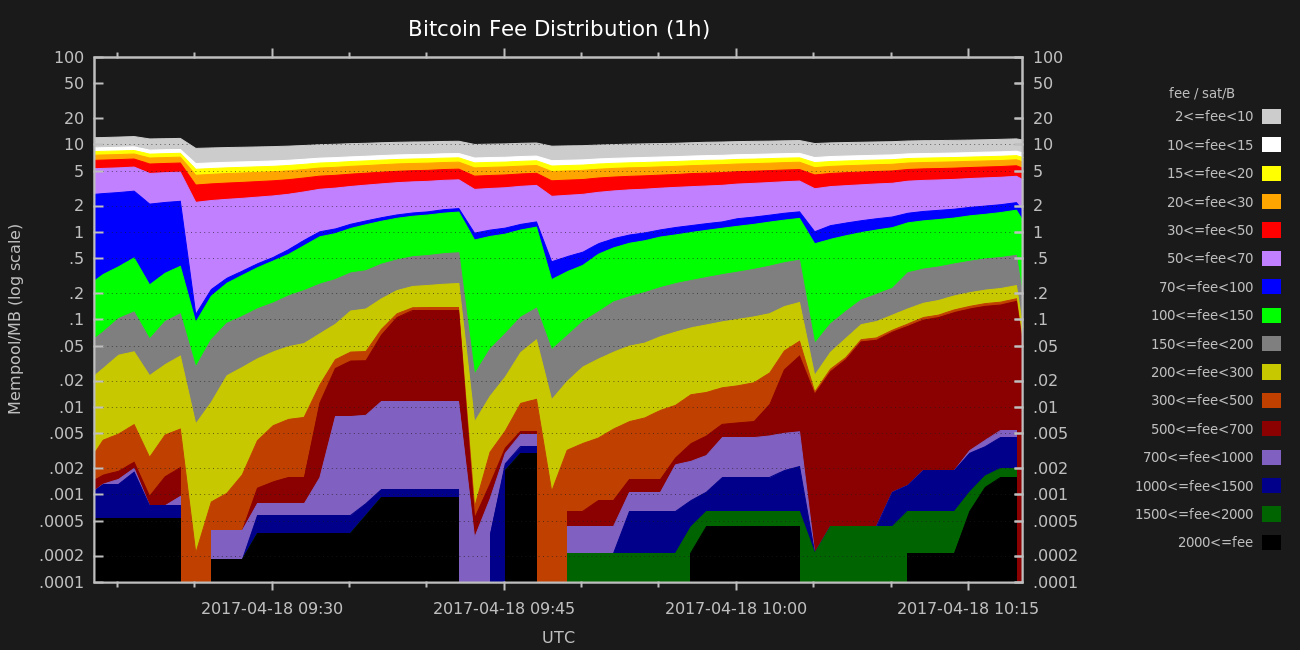 Bitcoin Fee Distribution (1h)
100 100
50 50
20 20
10 10
5 5
2 2
1 1
.5 .5
.2 .2
.1 .1
.05 .05
.02 .02
.01 .01
.005 .005
.002 .002
.001 .001
.0005 .0005
.0002 .0002
.0001 .0001
Mempool/MB (log scale)
2017-04-18 09:30 2017-04-18 09:45 2017-04-18 10:00 2017-04-18 10:15
UTC
fee / sat/B
2<=fee<10
10<=fee<15
15<=fee<20
20<=fee<30
30<=fee<50
50<=fee<70
70<=fee<100
100<=fee<150
150<=fee<200
200<=fee<300
300<=fee<500
500<=fee<700
700<=fee<1000
1000<=fee<1500
1500<=fee<2000
2000<=fee